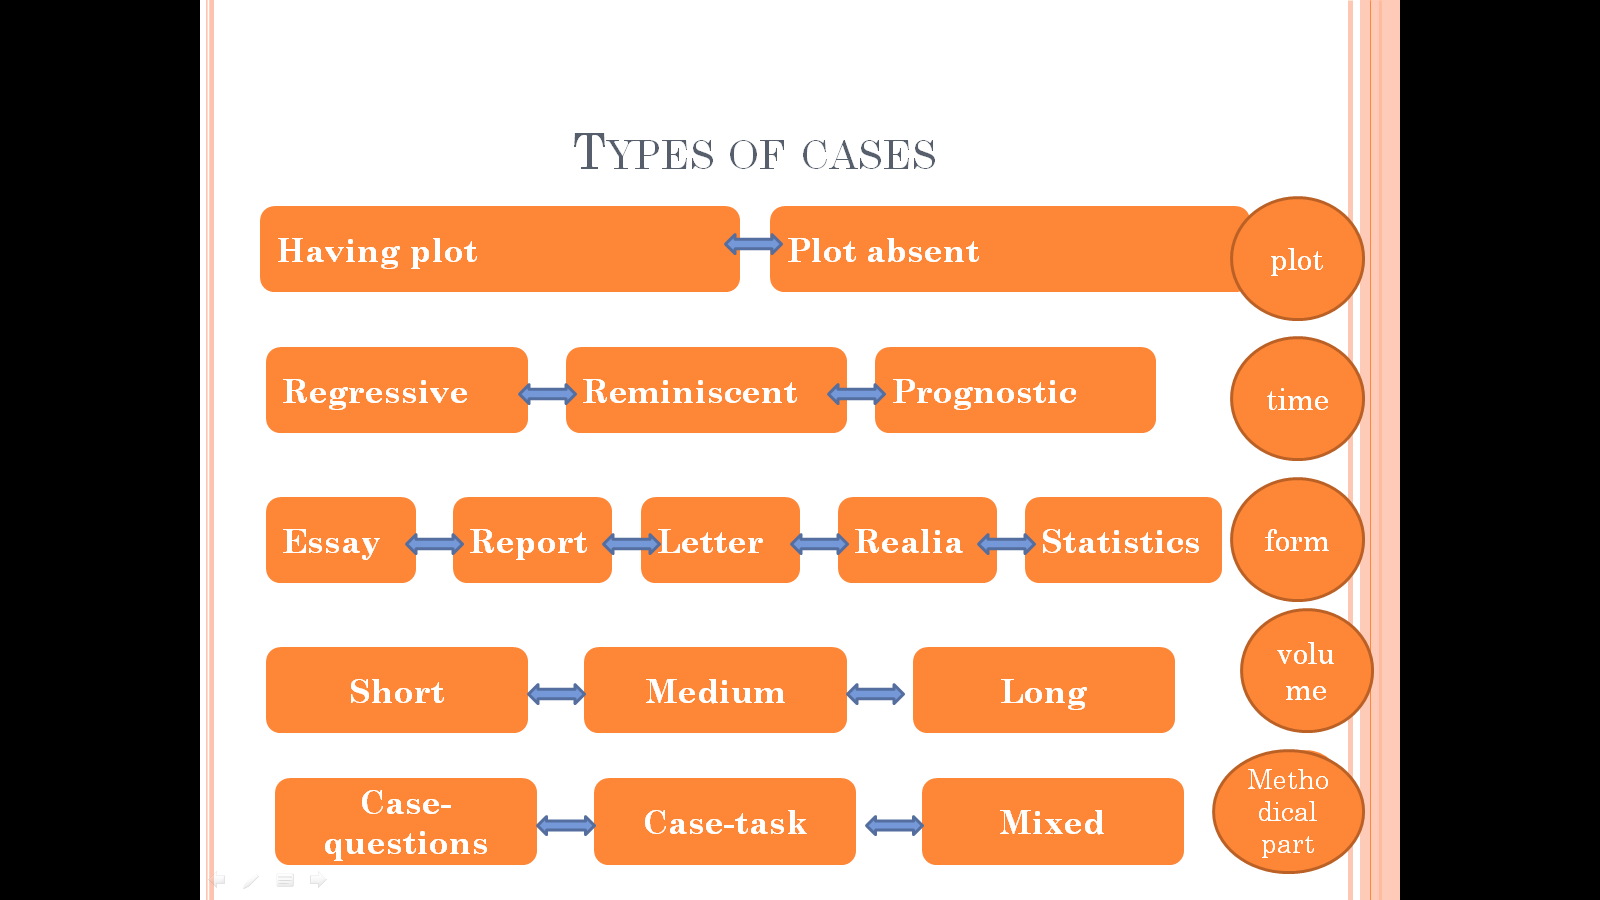 Types of cases
Having plot
Plot absent
plot
Regressive
Reminiscent
Prognostic
time
Essay
Report
Letter
Realia
Statistics
form
Short
Medium
Long
volu
me
Case-
questions
Case-task
Mixed
Metho
dical
part